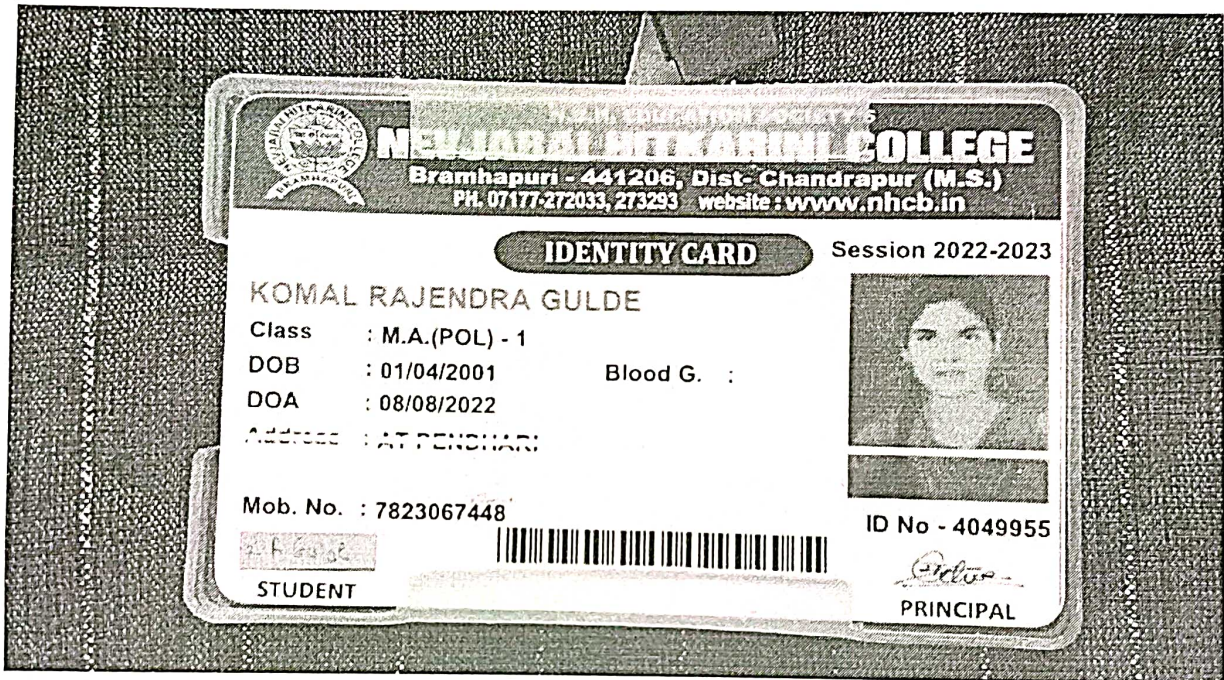 N.S.H. EDUCATION SOCIETY'S
NEVJABAI HITKARINI COLLEGE
Bramhapuri - 441206, Dist- Chandrapur (M.S.)
PH. 07177-272033, 273293 website : www.nhcb.in
IDENTITY CARD
Session 2022-2023
KOMAL RAJENDRA GULDE
Class : M.A.(POL) - 1
DOB : 01/04/2001 Blood G. :
DOA : 08/08/2022
Address : AT PENDHARI
Mob. No. : 7823067448
ID No - 4049955
STUDENT
PRINCIPAL